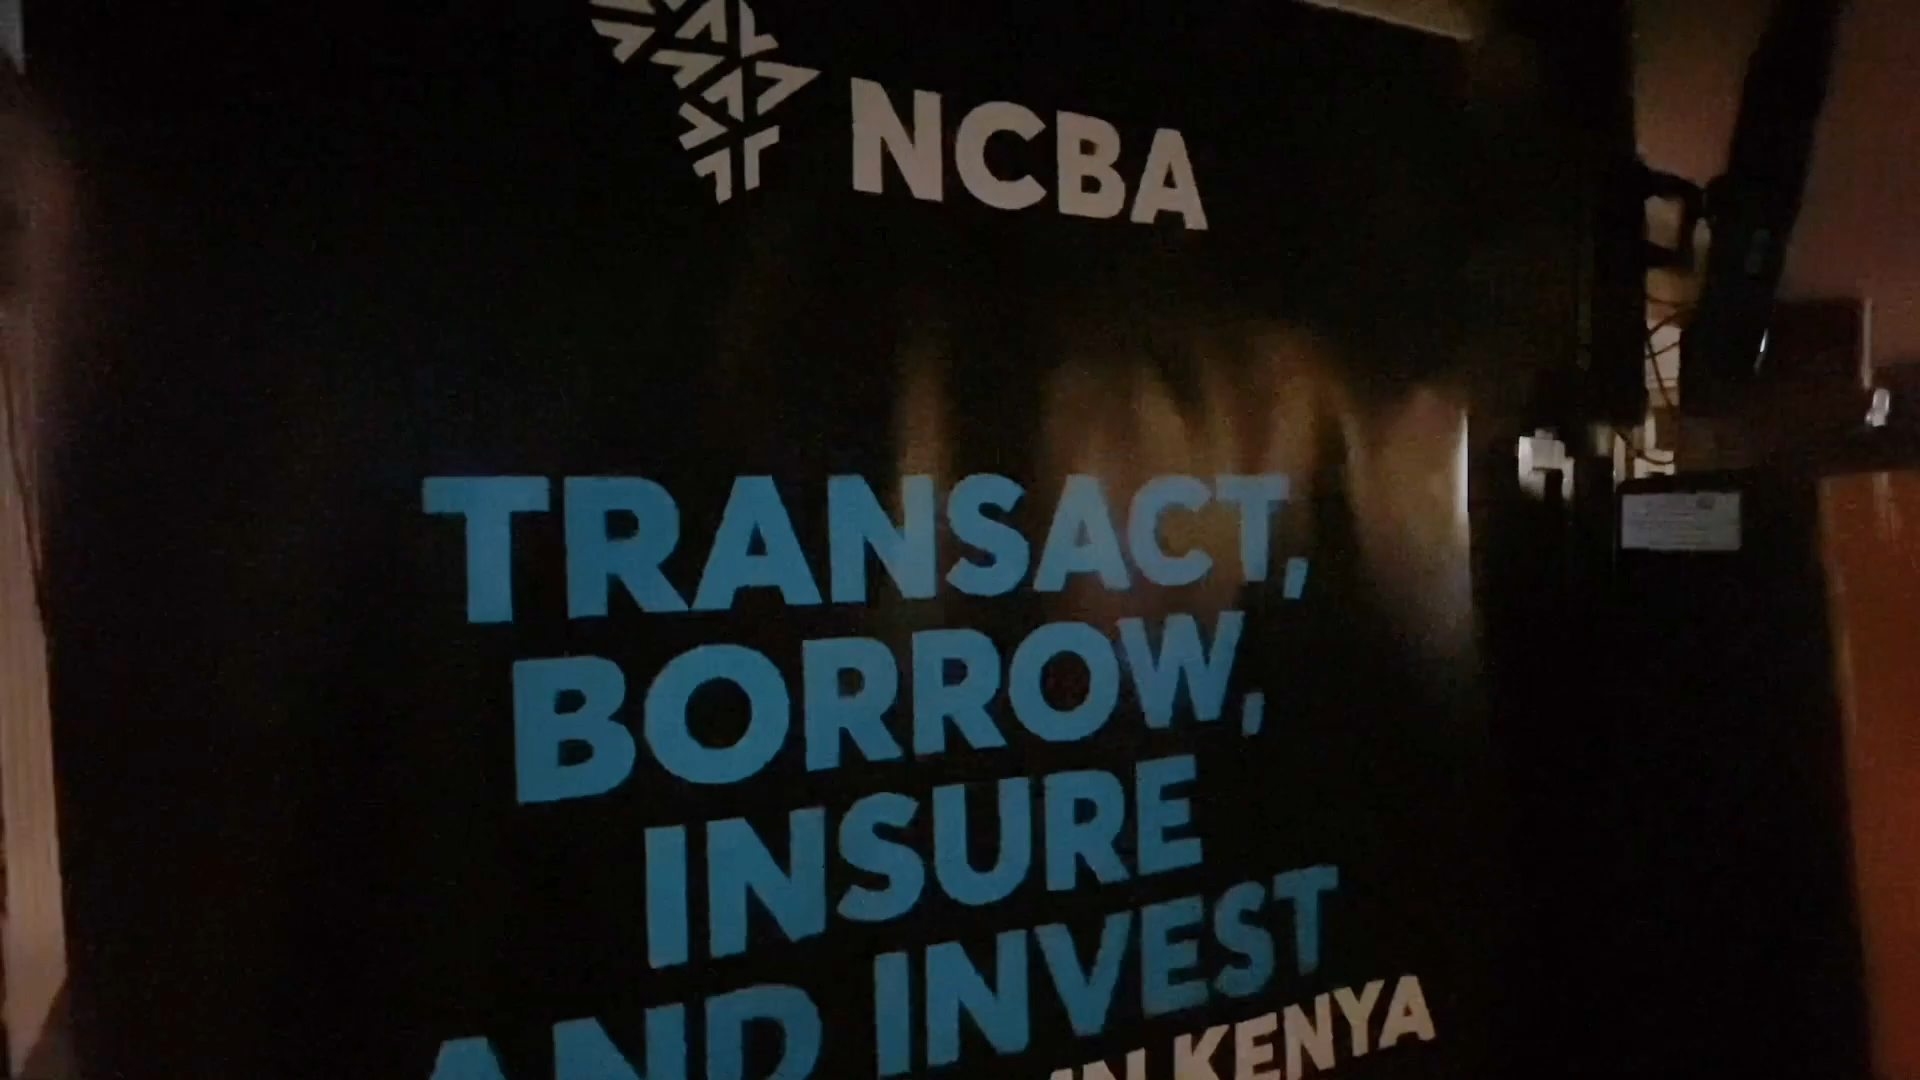 NCBA
TRANSACT,
BORROW,
INSURE
AND INVEST
IN KENYA